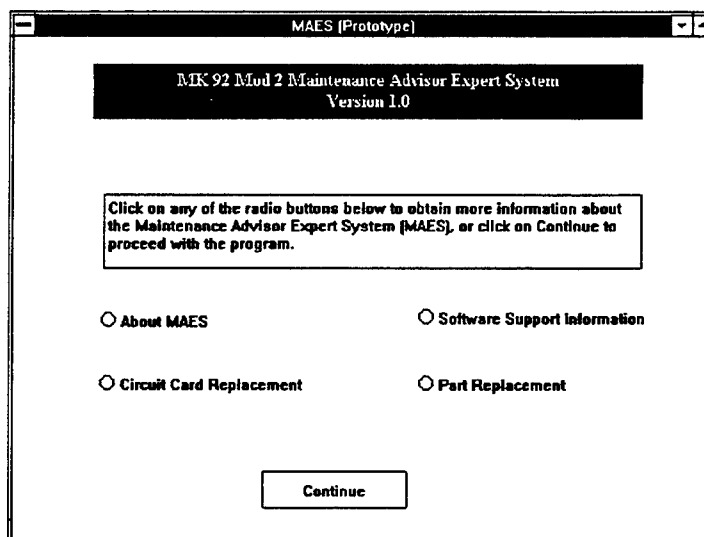 MAES (Prototype)
MK 92 Mod 2 Maintenance Advisor Expert System
Version 1.0
Click on any of the radio buttons below to obtain more information about
the Maintenance Advisor Expert System (MAES), or click on Continue to
proceed with the program.
About MAES
Software Support Information
Circuit Card Replacement
Part Replacement
Continue